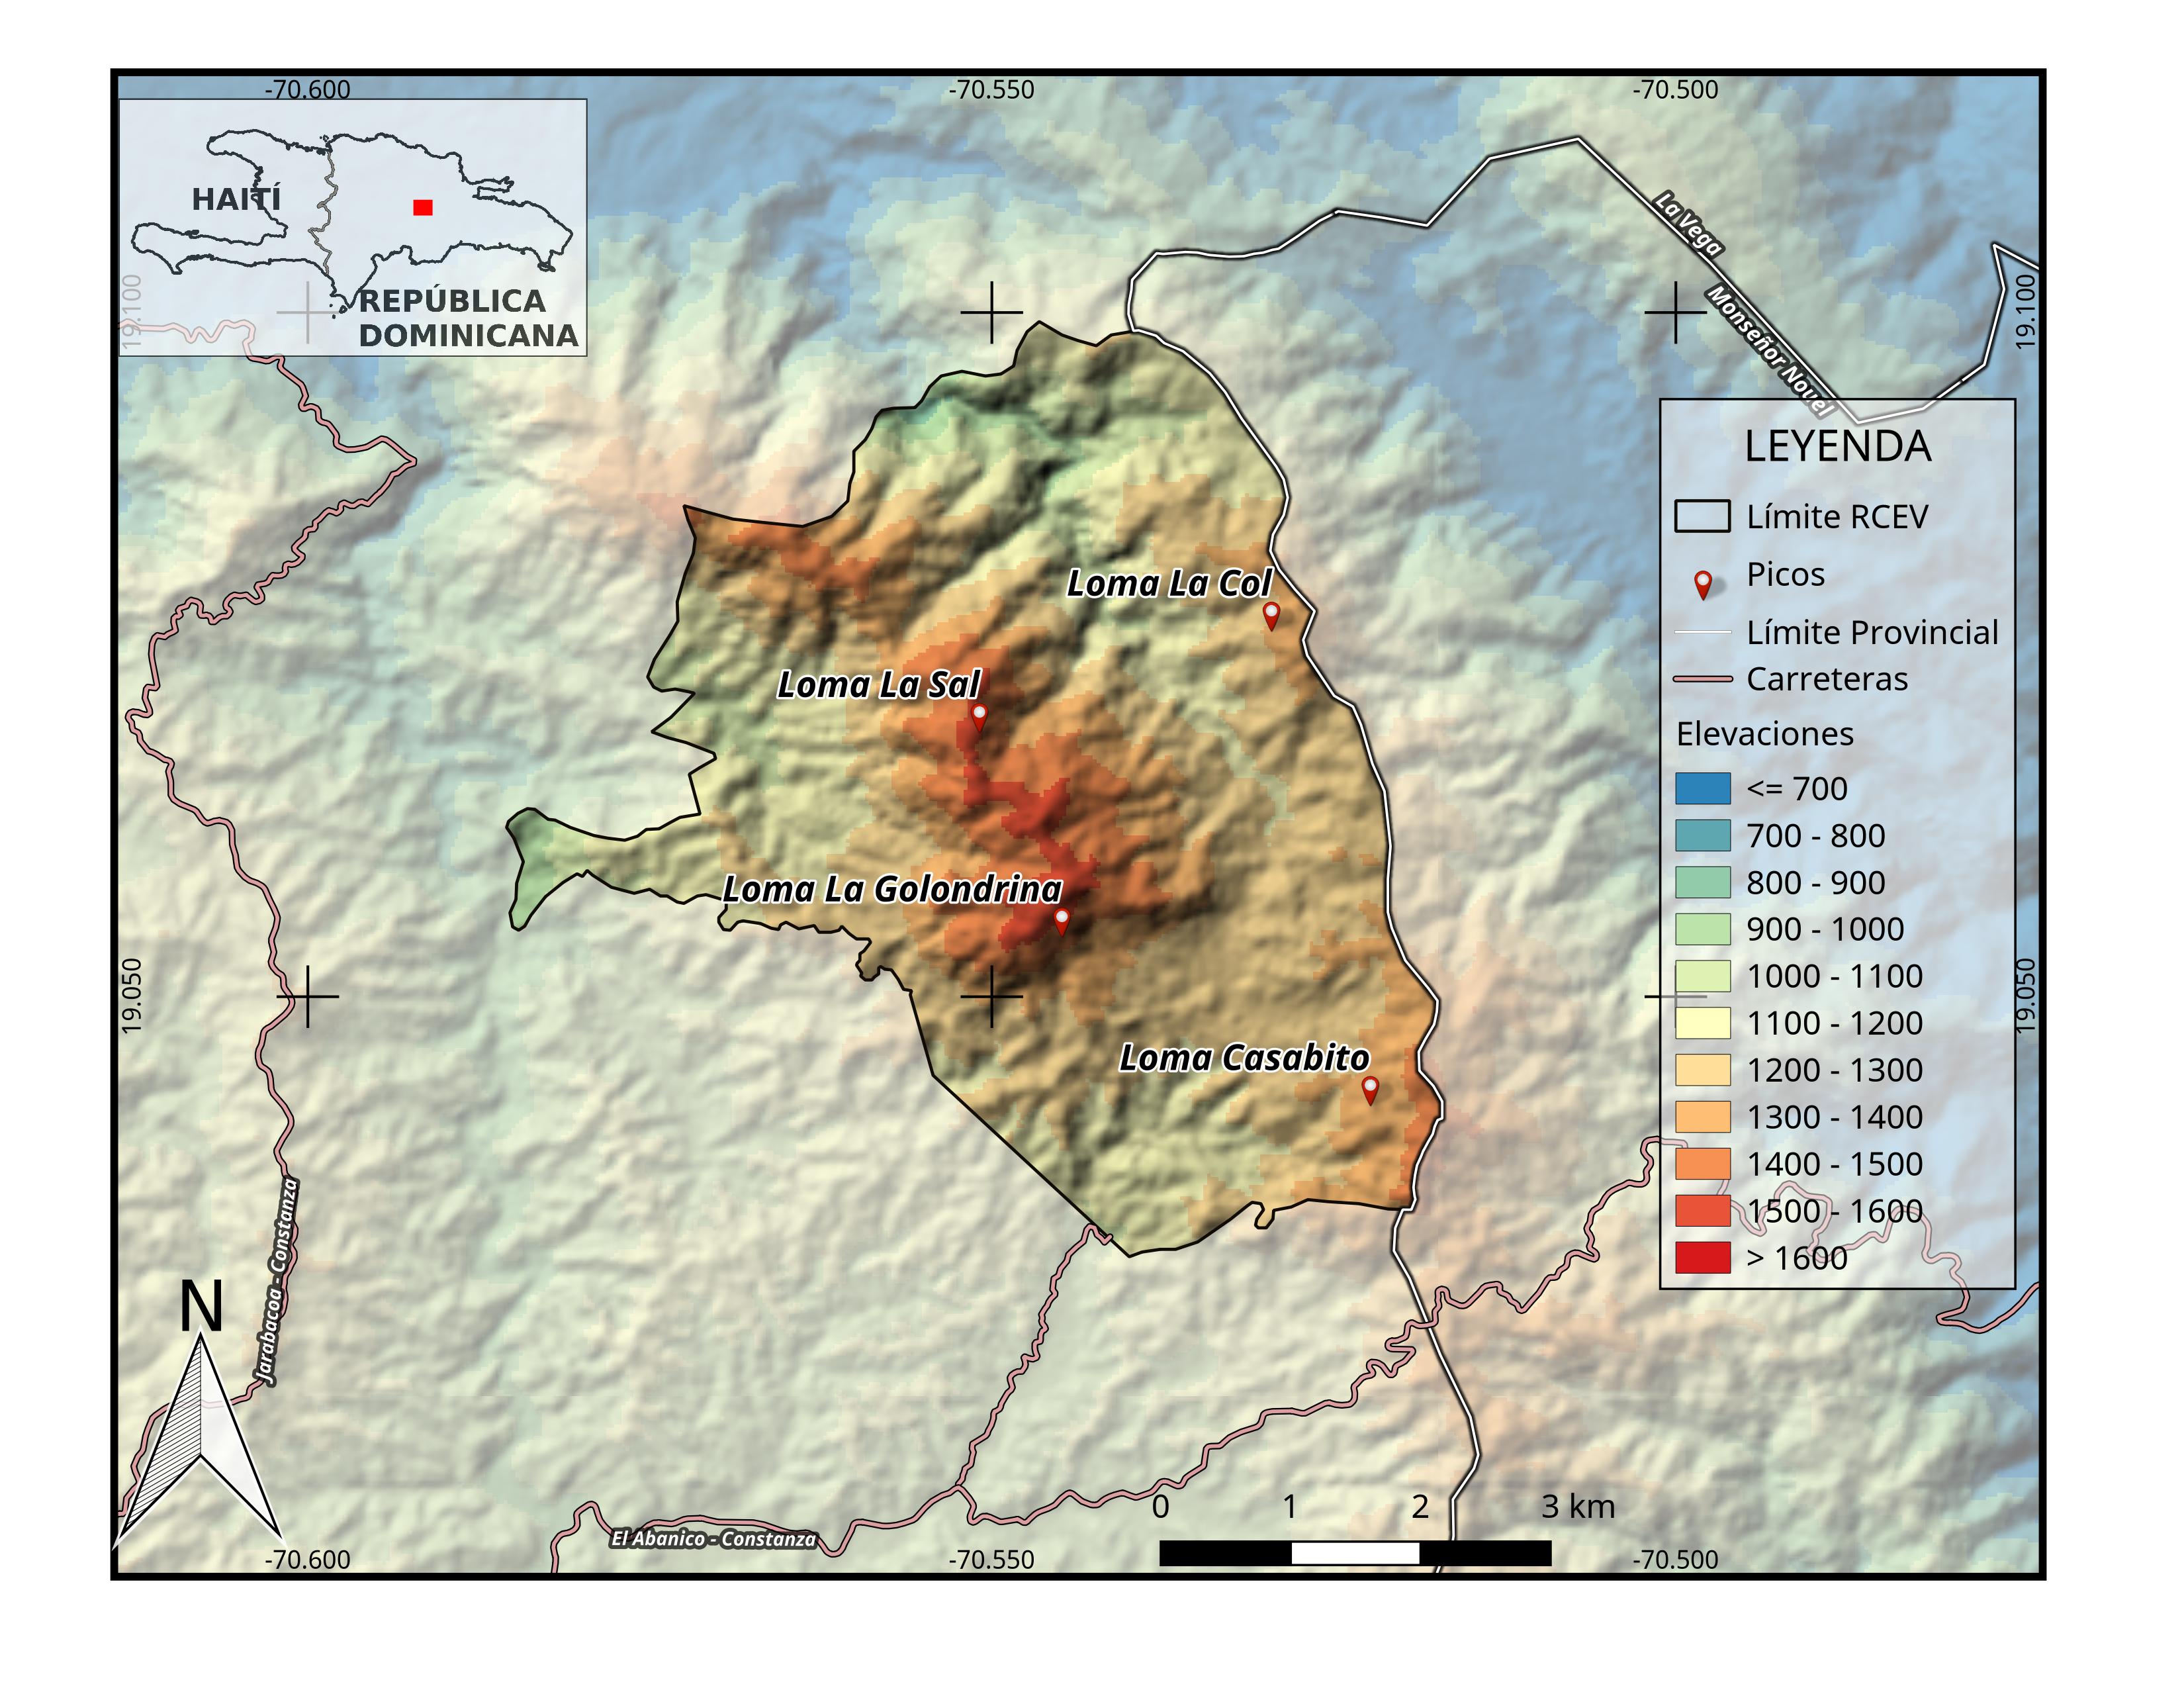 -70.600
-70.550
-70.500
HAITÍ
REPÚBLICA
DOMINICANA
19.100
19.100
La Vega
Monseñor Nouel
LEYENDA
Límite RCEV
Picos
Límite Provincial
Carreteras
Elevaciones
<= 700
700 - 800
800 - 900
900 - 1000
1000 - 1100
1100 - 1200
1200 - 1300
1300 - 1400
1400 - 1500
1500 - 1600
> 1600
Loma La Col
Loma La Sal
Loma La Golondrina
19.050
19.050
Loma Casabito
Jarabacoa - Constanza
N
El Abanico - Constanza
0 1 2 3 km
-70.600
-70.550
-70.500